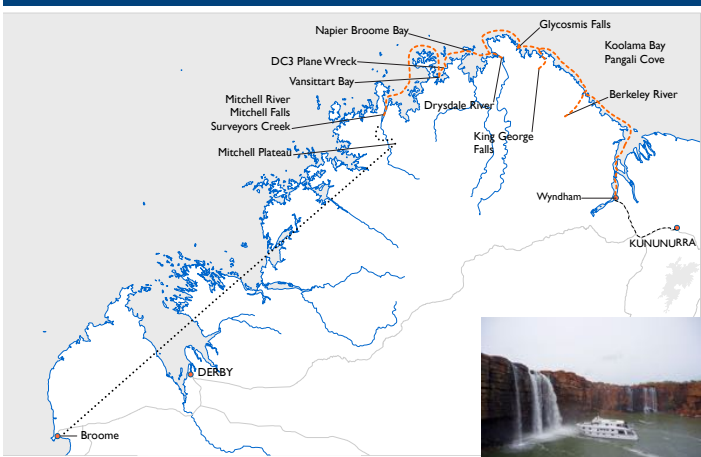 Napier Broome Bay
Glycosmis Falls
Koolama Bay
Pangali Cove
DC3 Plane Wreck
Vansittart Bay
Berkeley River
Mitchell River
Mitchell Falls
Surveyors Creek
Drysdale River
King George
Falls
Mitchell Plateau
Wyndham
KUNUNURRA
DERBY
Broome